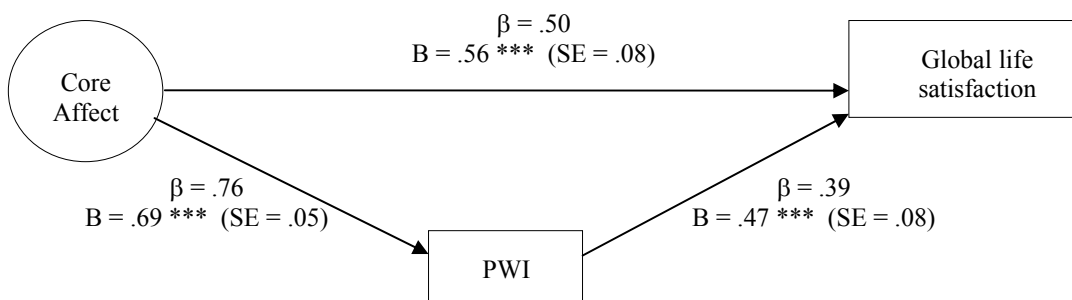 β = .50
B = .56 *** (SE = .08)
Core
Affect
Global life
satisfaction
β = .76
B = .69 *** (SE = .05)
β = .39
B = .47 *** (SE = .08)
PWI